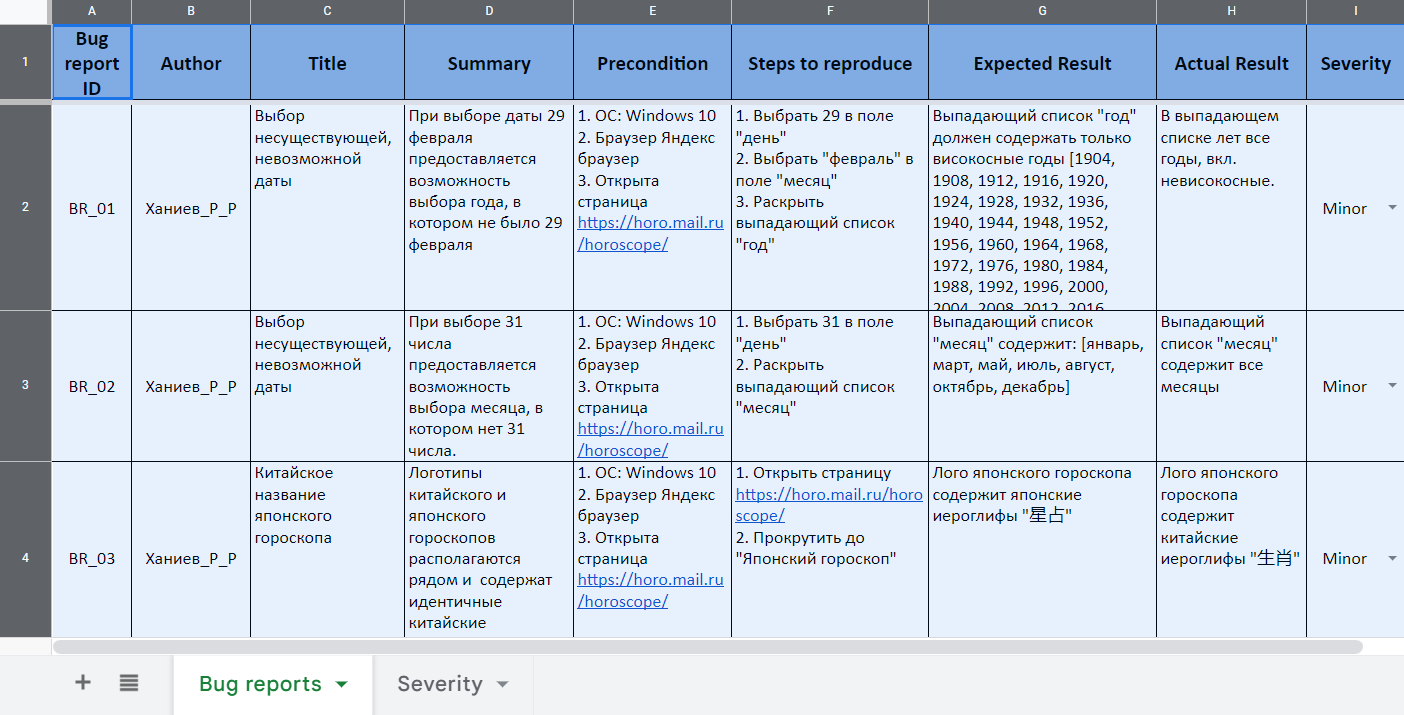 A B C D E F G H I
1
Bug
report
ID
Author
Title
Summary
Precondition
Steps to reproduce
Expected Result
Actual Result
Severity
2
BR_01
Ханиев_Р_Р
Выбор
несуществующей,
невозможной
даты
При выборе даты 29
февраля
предоставляется
возможность
выбора года, в
котором не было 29
февраля
1. ОС: Windows 10
2. Браузер Яндекс
браузер
3. Открыта
страница
https://horo.mail.ru
/horoscope/
1. Выбрать 29 в поле
"день"
2. Выбрать "февраль" в
поле "месяц"
3. Раскрыть
выпадающий список
"год"
Выпадающий список "год"
должен содержать только
високосные годы [1904,
1908, 1912, 1916, 1920,
1924, 1928, 1932, 1936,
1940, 1944, 1948, 1952,
1956, 1960, 1964, 1968,
1972, 1976, 1980, 1984,
1988, 1992, 1996, 2000,
2004, 2008, 2012, 2016,
В выпадающем
списке лет все
годы, вкл.
невисокосные.
Minor
3
BR_02
Ханиев_Р_Р
Выбор
несуществующей,
невозможной
даты
При выборе 31
числа
предоставляется
возможность
выбора месяца, в
котором нет 31
числа.
1. ОС: Windows 10
2. Браузер Яндекс
браузер
3. Открыта
страница
https://horo.mail.ru
/horoscope/
1. Выбрать 31 в поле
"день"
2. Раскрыть
выпадающий список
"месяц"
Выпадающий список
"месяц" содержит: [январь,
март, май, июль, август,
октябрь, декабрь]
Выпадающий
список "месяц"
содержит все
месяцы
Minor
4
BR_03
Ханиев_Р_Р
Китайское
название
японского
гороскопа
Логотипы
китайского и
японского
гороскопов
располагаются
рядом и содержат
идентичные
китайские
1. ОС: Windows 10
2. Браузер Яндекс
браузер
3. Открыта
страница
https://horo.mail.ru
/horoscope/
1. Открыть страницу
https://horo.mail.ru/horo
scope/
2. Прокрутить до
"Японский гороскоп"
Лого японского гороскопа
содержит японские
иероглифы "星占"
Лого японского
гороскопа
содержит
китайские
иероглифы "生肖"
Minor
Bug reports
Severity